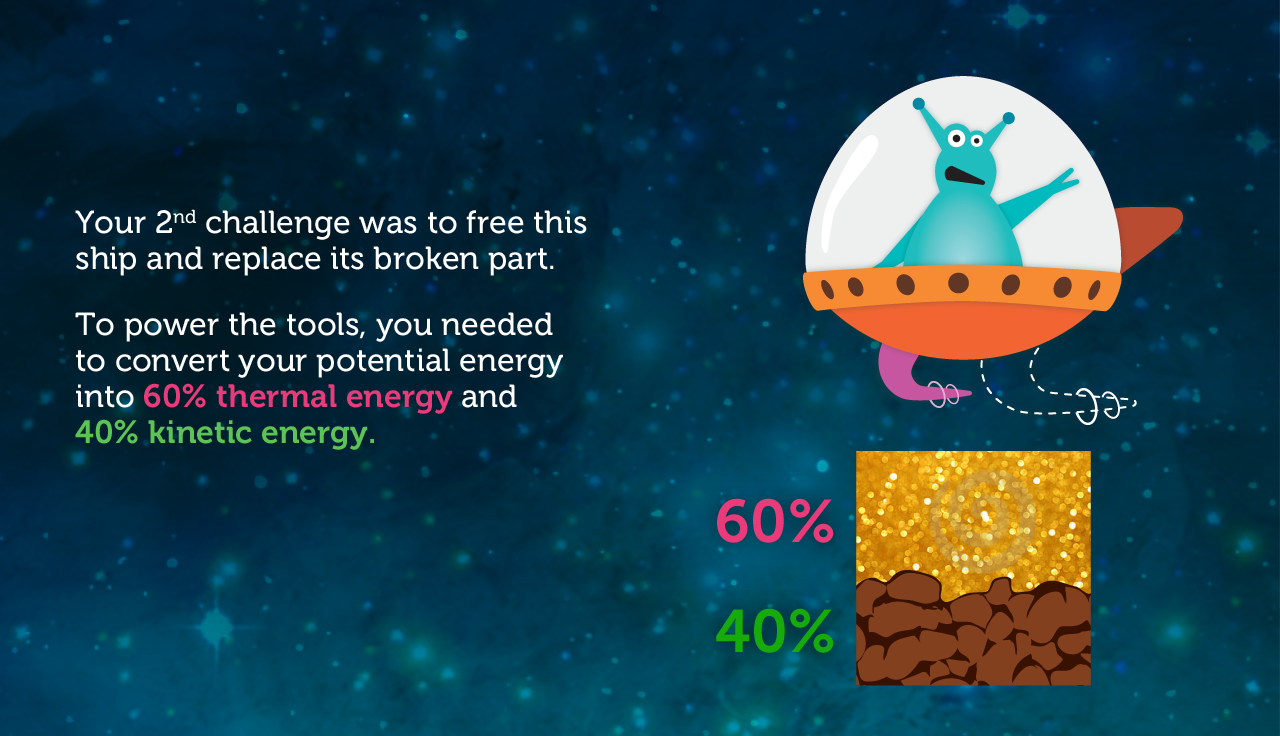 Your 2nd challenge was to free this
ship and replace its broken part.
To power the tools, you needed
to convert your potential energy
into 60% thermal energy and
40% kinetic energy.
60%
40%